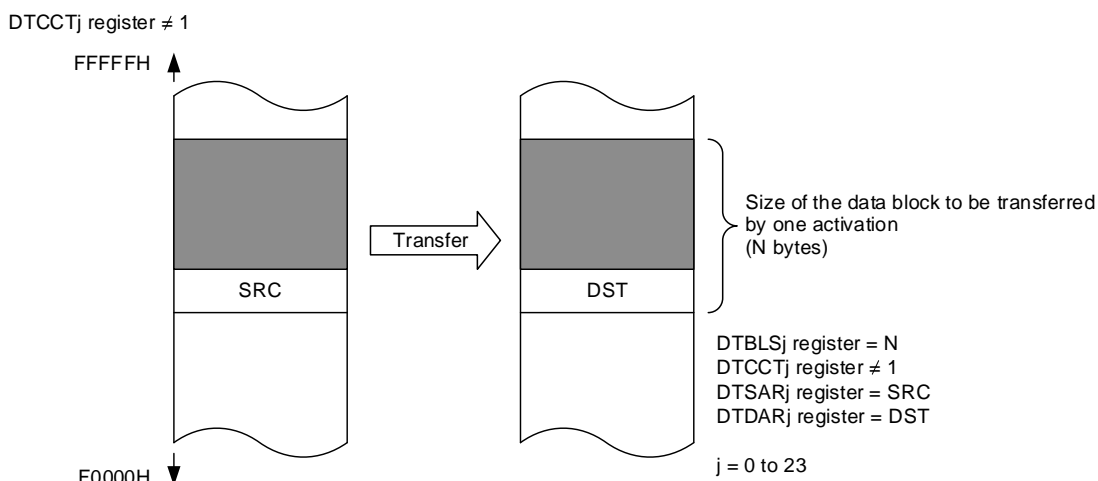 DTCCTj register ≠ 1
FFFFFH
Transfer
SRC
DST
Size of the data block to be transferred
by one activation
(N bytes)
DTBLSj register = N
DTCCTj register ≠ 1
DTSARj register = SRC
DTDARj register = DST
j = 0 to 23
F0000H